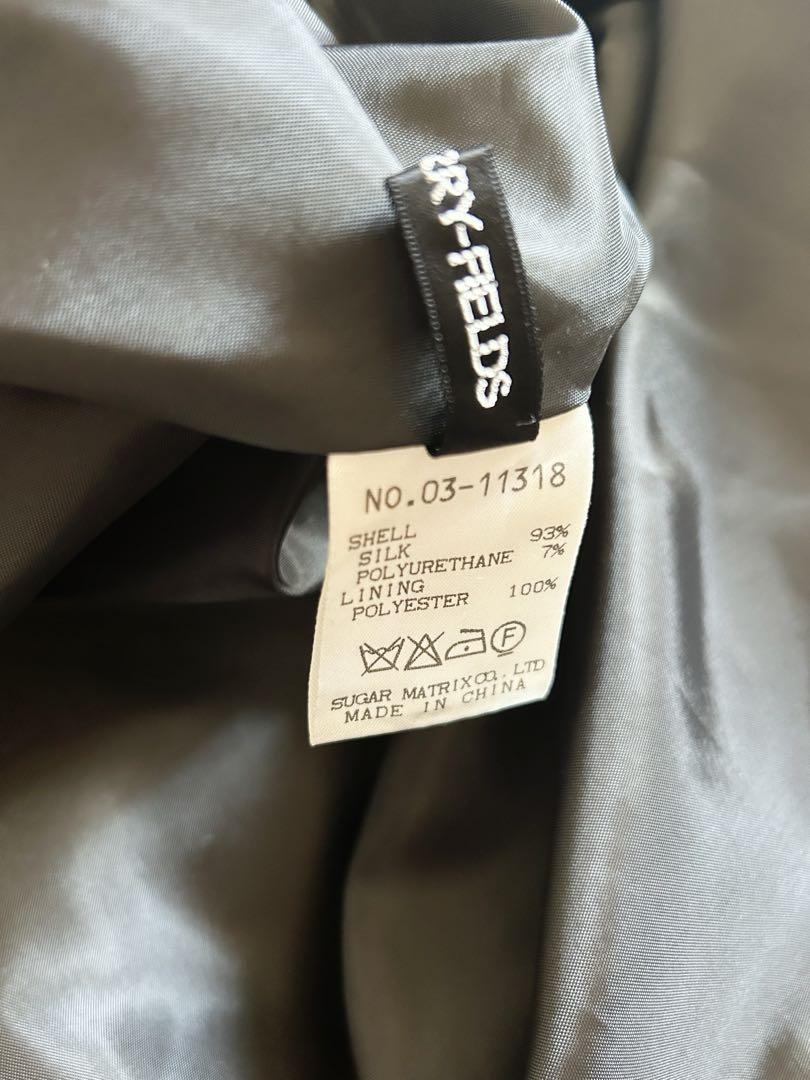 RY-FIELDS
NO.03-11318
SHELL
SILK 93%
POLYURETHANE 7%
LINING
POLYESTER 100%
F
SUGAR MATRIX CO., LTD
MADE IN CHINA